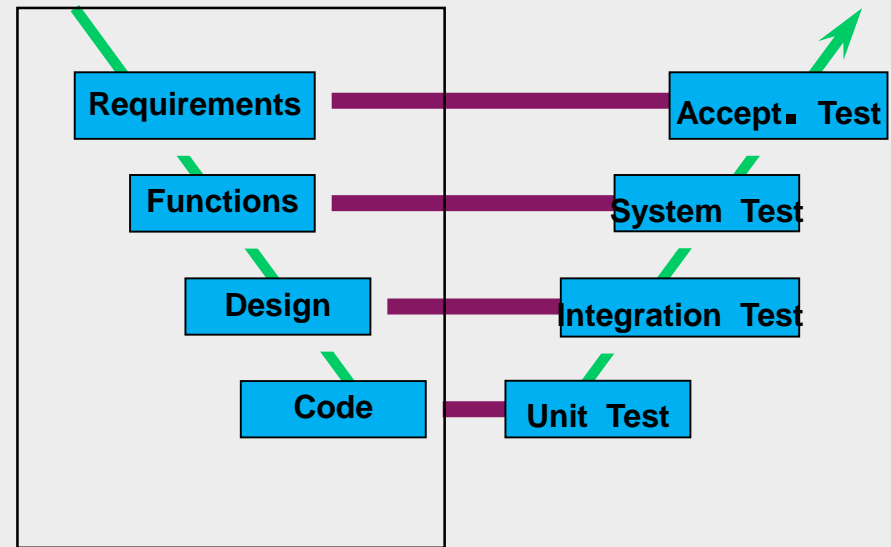 Requirements
Accept. Test
Functions
System Test
Design
Integration Test
Code
Unit Test